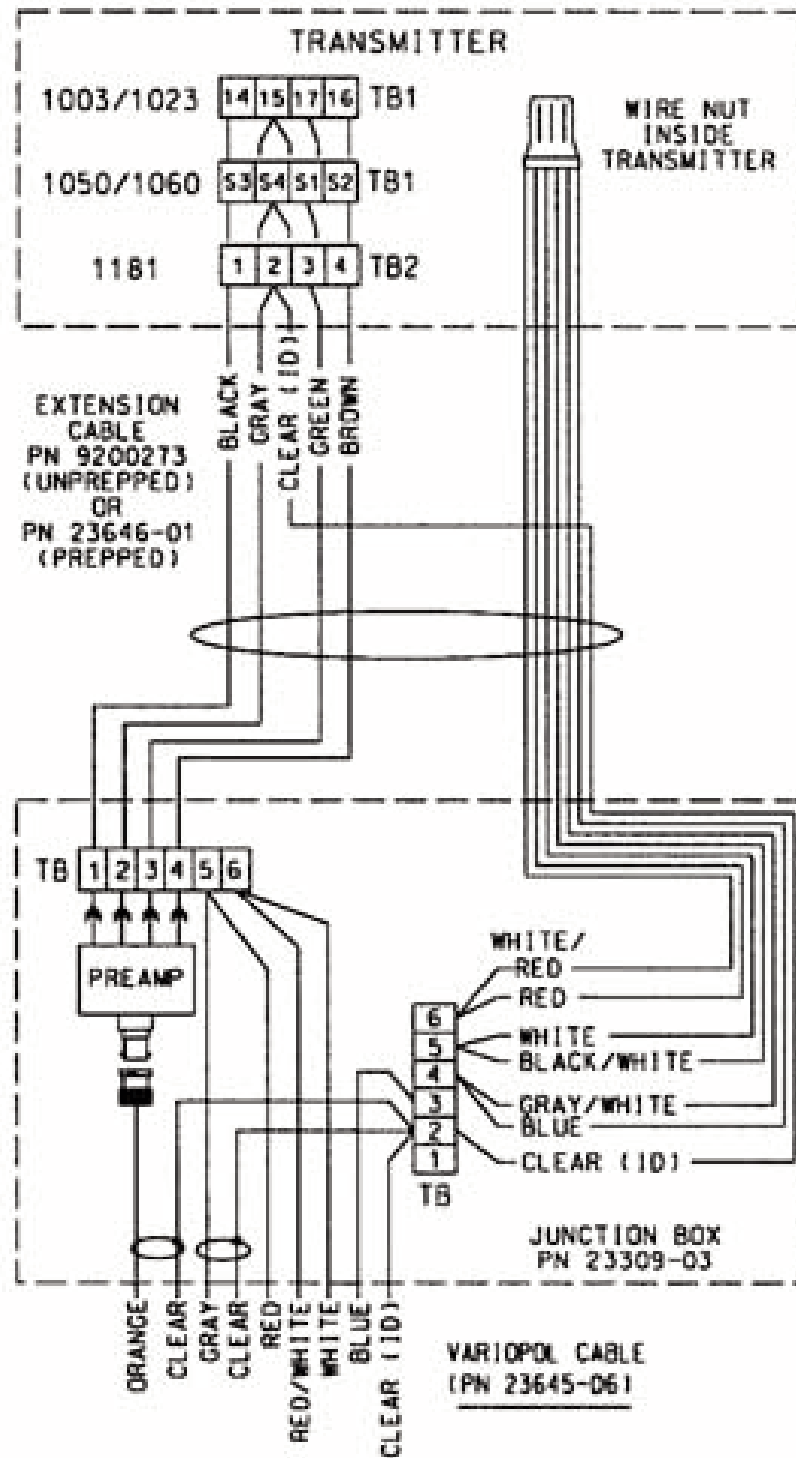 TRANSMITTER
1003/1023 14 15 17 16 TB1
1050/1060 S3 S4 S1 S2 TB1
1181 1 2 3 4 TB2
WIRE NUT
INSIDE
TRANSMITTER
BLACK
GRAY
CLEAR (ID)
GREEN
BROWN
EXTENSION
CABLE
PN 9200273
(UNPREPPED)
OR
PN 23646-01
(PREPPED)
TB 1 2 3 4 5 6
PREAMP
WHITE/
RED
RED
WHITE
BLACK/WHITE
GRAY/WHITE
BLUE
CLEAR (ID)
6
5
4
3
2
1
TB
JUNCTION BOX
PN 23309-03
ORANGE
CLEAR
GRAY
CLEAR
RED
RED/WHITE
WHITE
BLUE
CLEAR (ID)
VARIOPOL CABLE
(PN 23645-06)